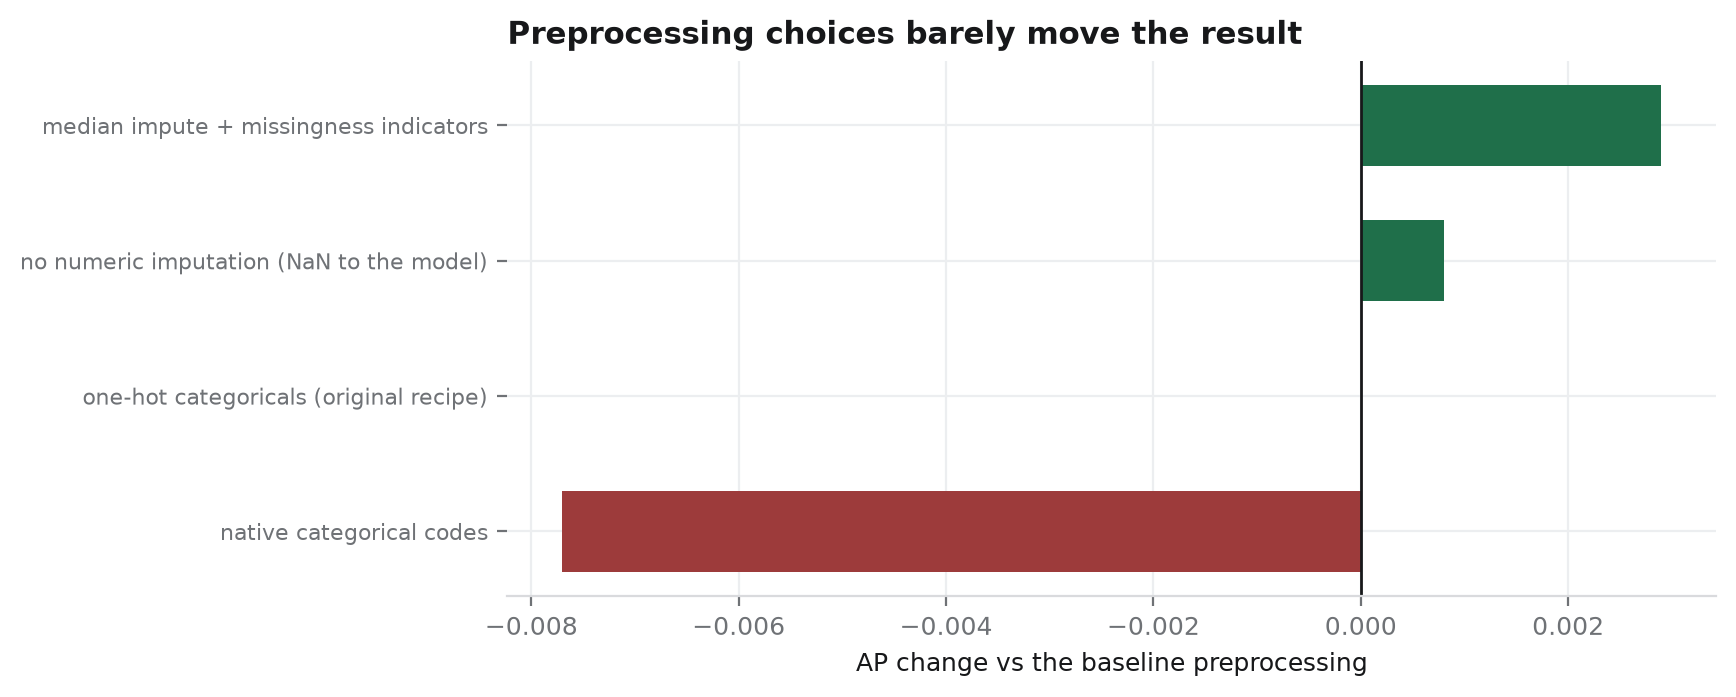 Preprocessing choices barely move the result
median impute + missingness indicators
no numeric imputation (NaN to the model)
one-hot categoricals (original recipe)
native categorical codes
−0.008 −0.006 −0.004 −0.002 0.000 0.002
AP change vs the baseline preprocessing